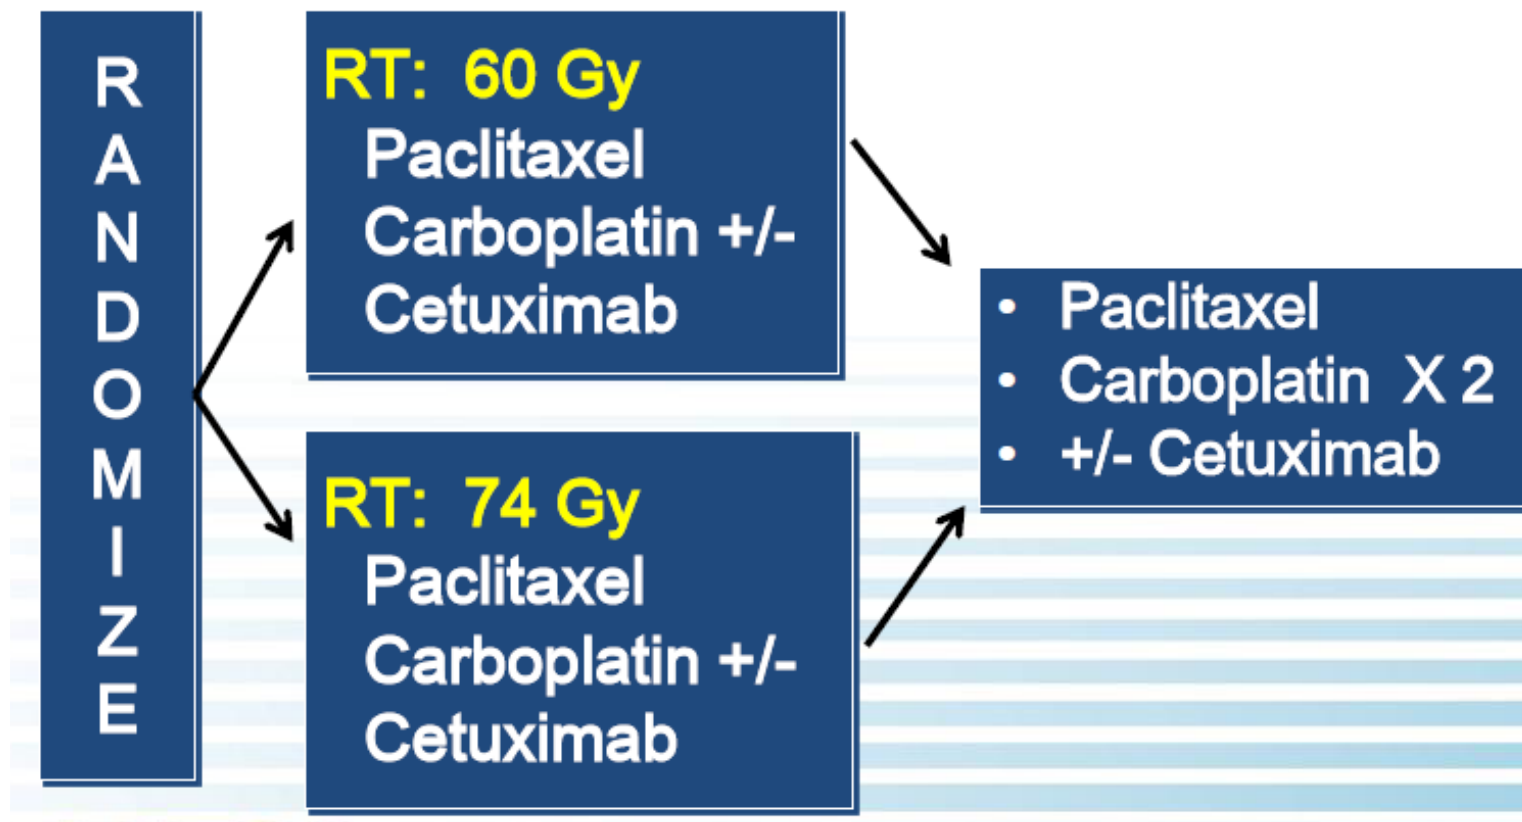 R
A
N
D
O
M
I
Z
E
RT: 60 Gy
Paclitaxel
Carboplatin +/-
Cetuximab
RT: 74 Gy
Paclitaxel
Carboplatin +/-
Cetuximab
• Paclitaxel
• Carboplatin X 2
• +/- Cetuximab